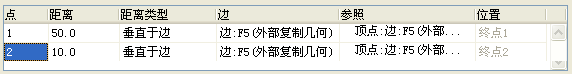 点 距离 距离类型 边 参照 位置
1 50.0 垂直于边 边:F5(外部复制几何) 顶点:边:F5(外部... 终点1
2 10.0 垂直于边 边:F5(外部复制几何) 顶点:边:F5(外部... 终点2